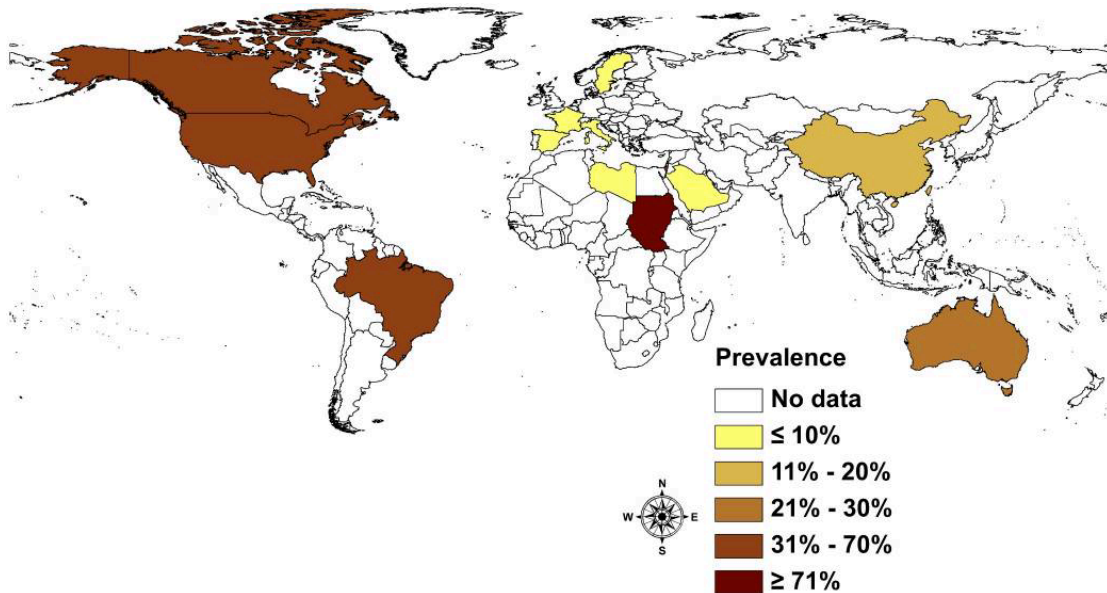 Prevalence
No data
≤ 10%
11% - 20%
21% - 30%
31% - 70%
≥ 71%
N
W E
S